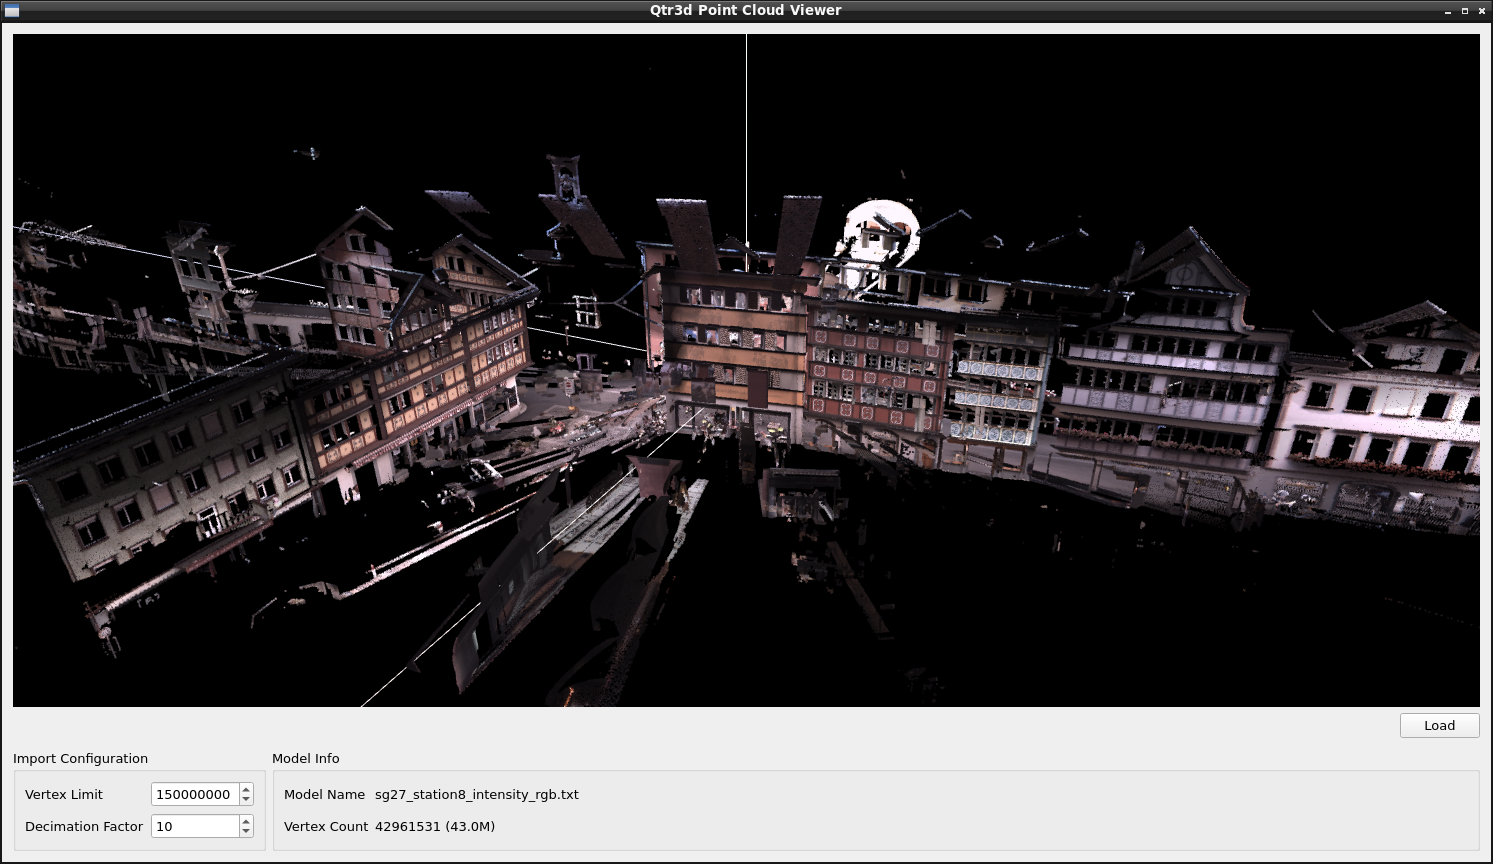 Qtr3d Point Cloud Viewer
Load
Import Configuration
Vertex Limit 150000000
Decimation Factor 10
Model Info
Model Name sg27_station8_intensity_rgb.txt
Vertex Count 42961531 (43.0M)